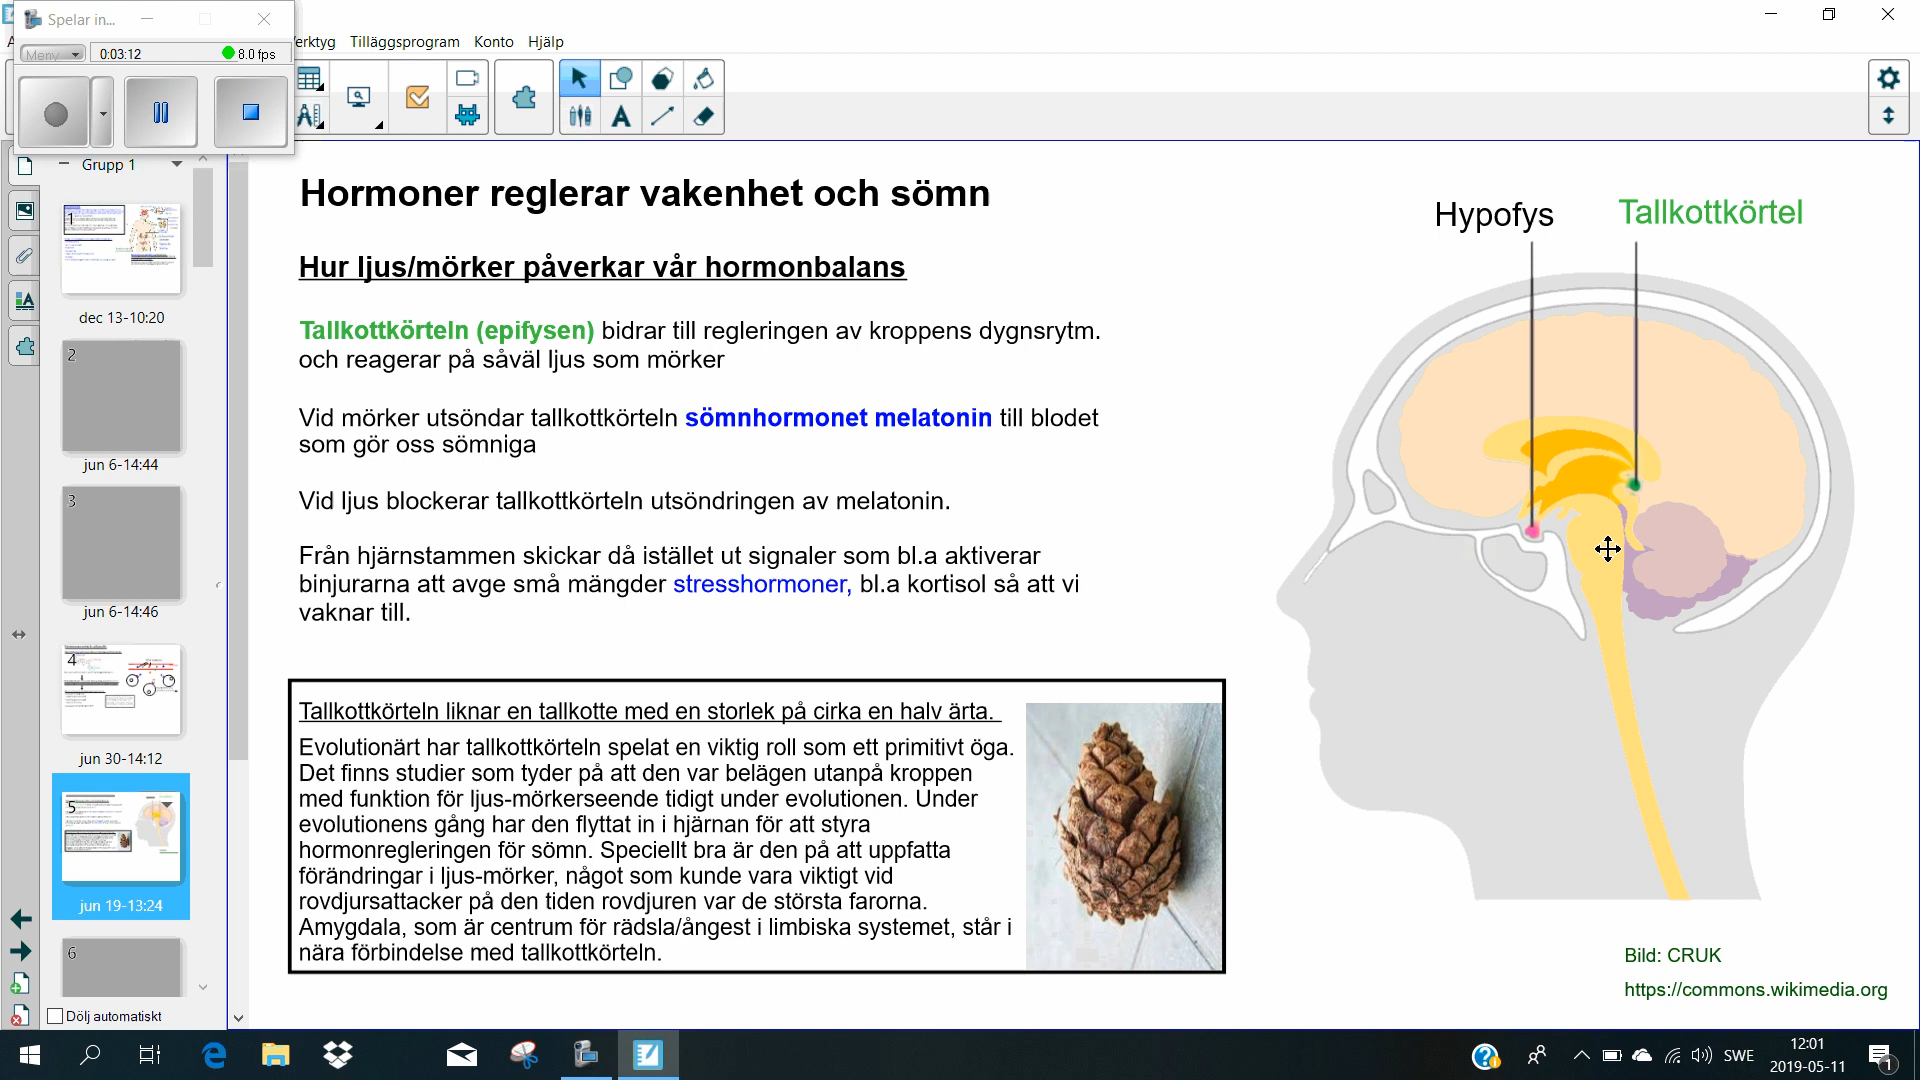 Spelar in...
Meny
0:03:12
8.0 fps
erktyg Tilläggsprogram Konto Hjälp
Grupp 1
1
dec 13-10:20
2
jun 6-14:44
3
jun 6-14:46
4
jun 30-14:12
5
jun 19-13:24
6
Dölj automatiskt
Hormoner reglerar vakenhet och sömn
Hur ljus/mörker påverkar vår hormonbalans
Tallkottkörteln (epifysen) bidrar till regleringen av kroppens dygnsrytm.
och reagerar på såväl ljus som mörker
Vid mörker utsöndar tallkottkörteln sömnhormonet melatonin till blodet
som gör oss sömniga
Vid ljus blockerar tallkottkörteln utsöndringen av melatonin.
Från hjärnstammen skickar då istället ut signaler som bl.a aktiverar
binjurarna att avge små mängder stresshormoner, bl.a kortisol så att vi
vaknar till.
Tallkottkörteln liknar en tallkotte med en storlek på cirka en halv ärta.
Evolutionärt har tallkottkörteln spelat en viktig roll som ett primitivt öga.
Det finns studier som tyder på att den var belägen utanpå kroppen
med funktion för ljus-mörkerseende tidigt under evolutionen. Under
evolutionens gång har den flyttat in i hjärnan för att styra
hormonregleringen för sömn. Speciellt bra är den på att uppfatta
förändringar i ljus-mörker, något som kunde vara viktigt vid
rovdjursattacker på den tiden rovdjuren var de största farorna.
Amygdala, som är centrum för rädsla/ångest i limbiska systemet, står i
nära förbindelse med tallkottkörteln.
Hypofys
Tallkottkörtel
Bild: CRUK
https://commons.wikimedia.org
SWE
12:01
2019-05-11
1